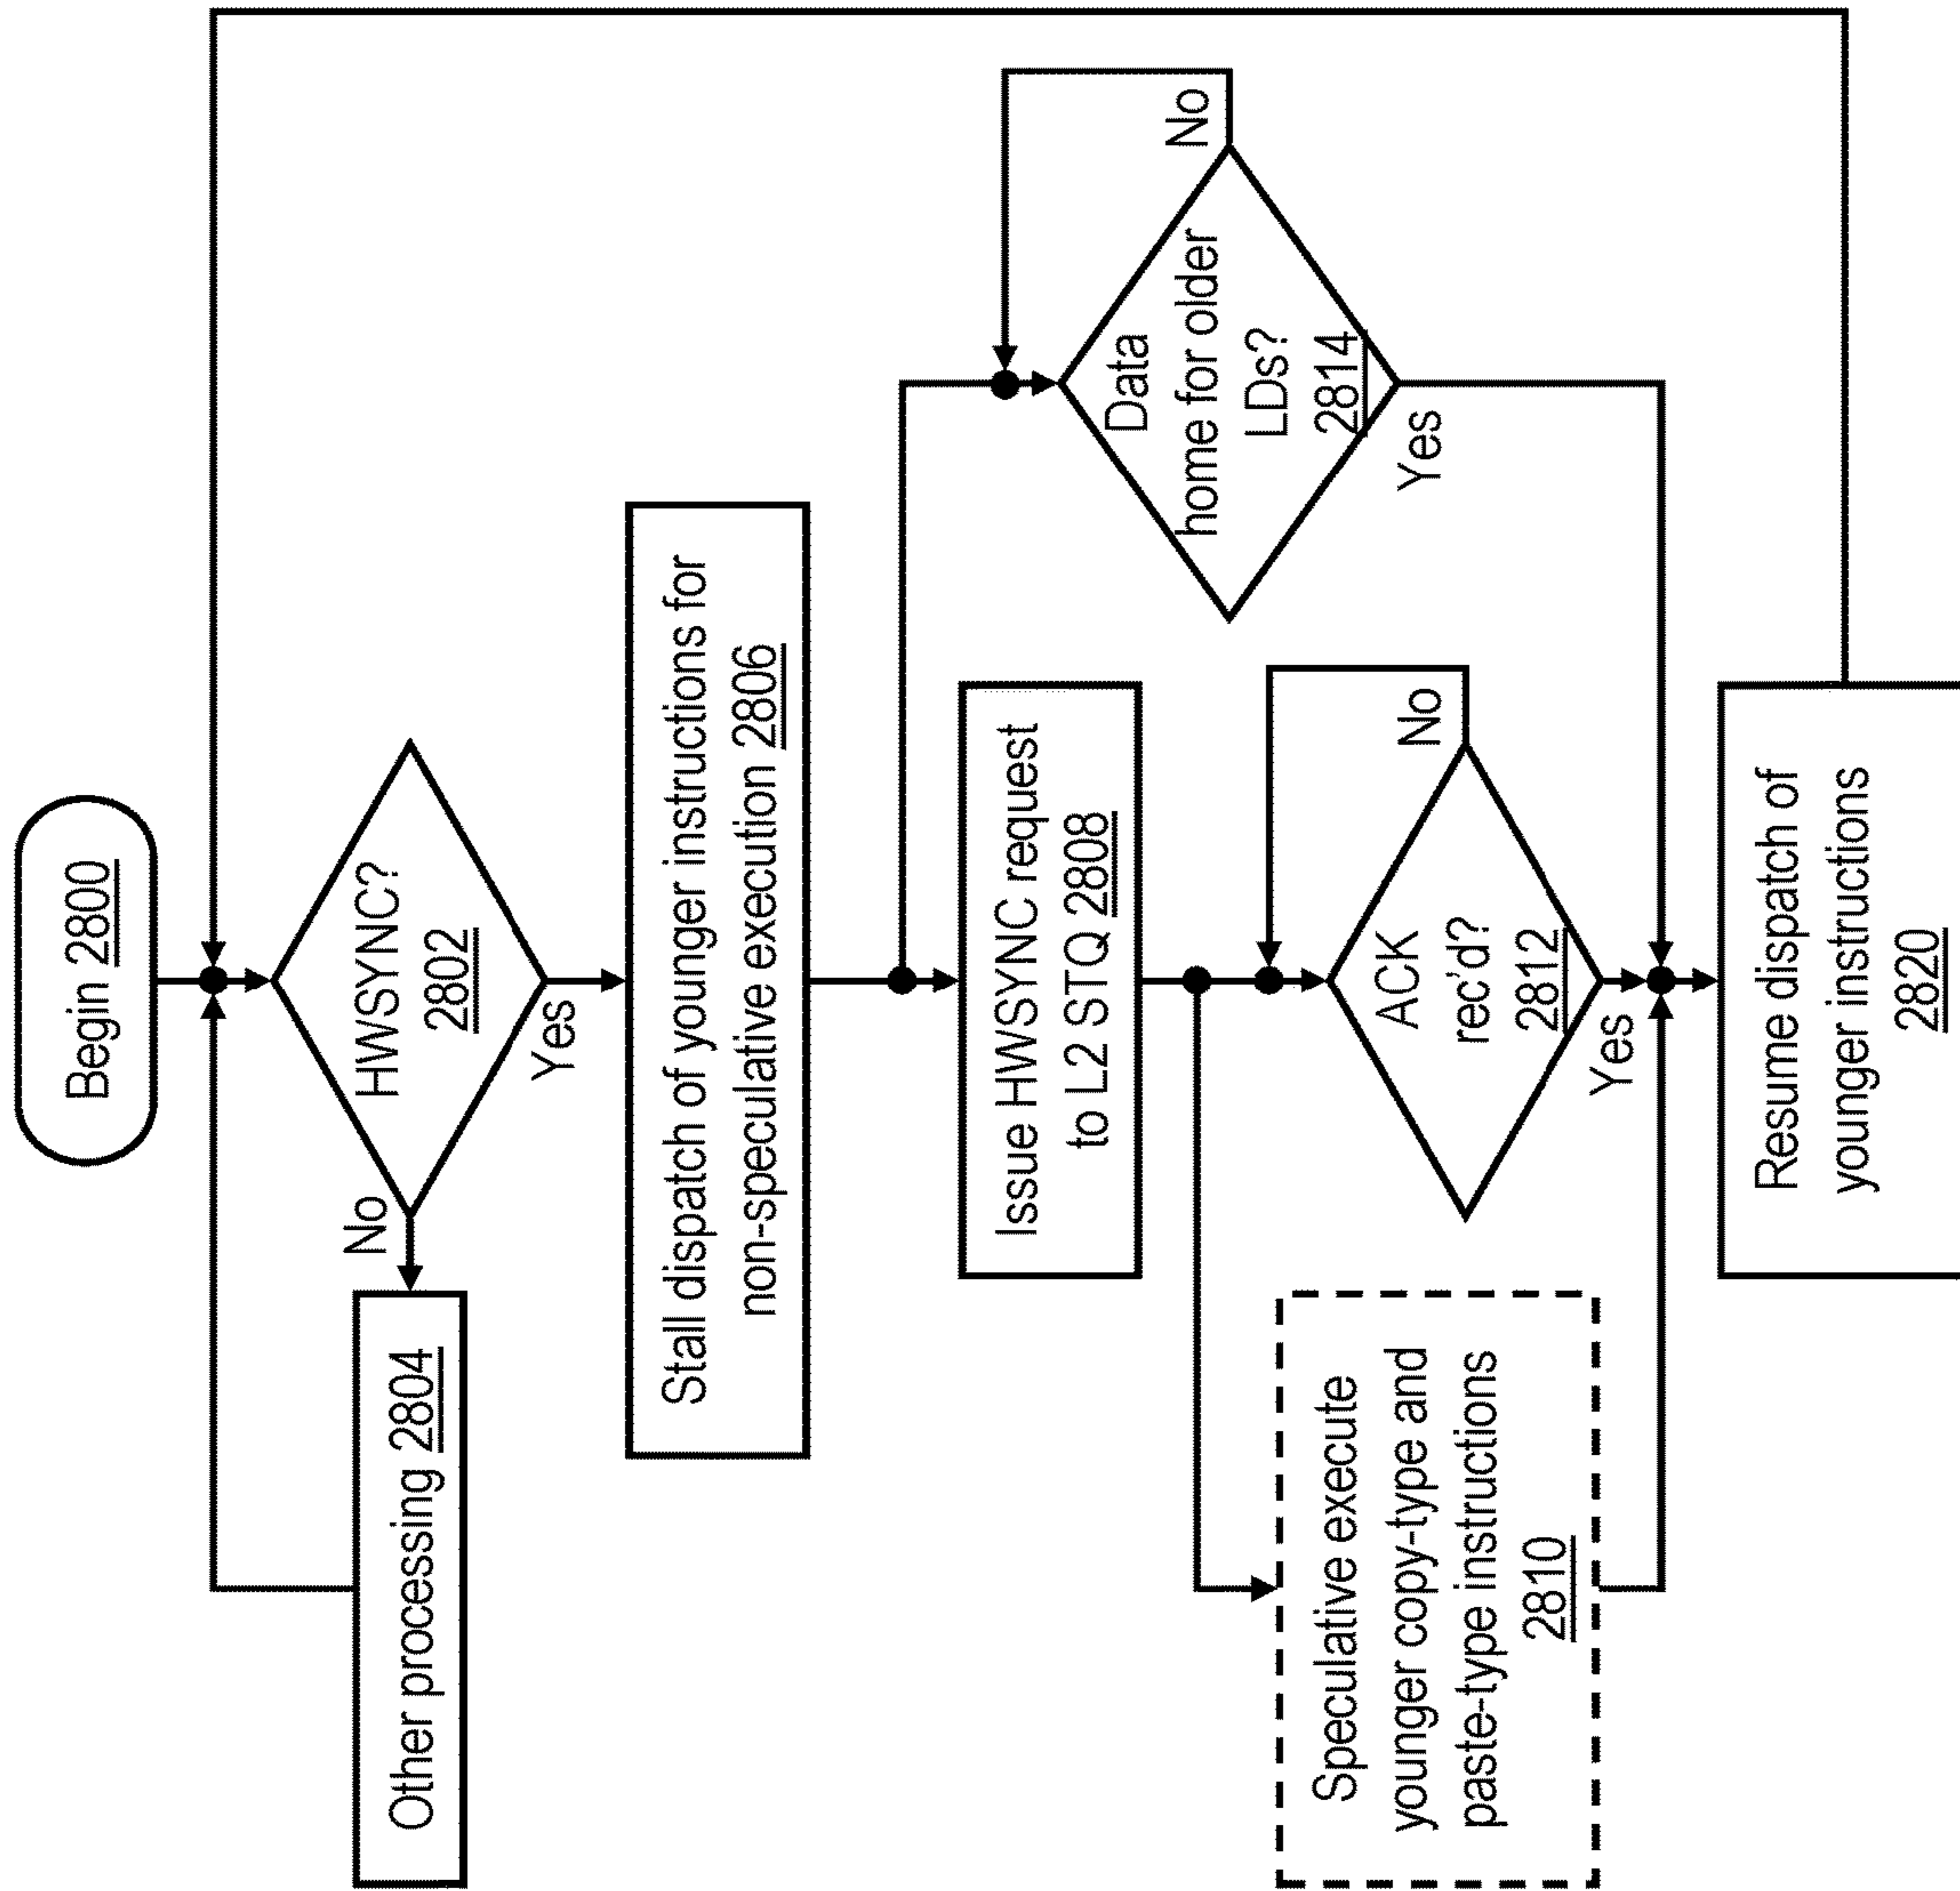 Begin 2800
HWSYNC?
2802
No
Yes
Other processing 2804
Stall dispatch of younger instructions for
non-speculative execution 2806
Issue HWSYNC request
to L2 STQ 2808
Data
home for older
LDs?
2814
No
Yes
Speculative execute
younger copy-type and
paste-type instructions
2810
ACK
rec'd?
2812
No
Yes
Resume dispatch of
younger instructions
2820